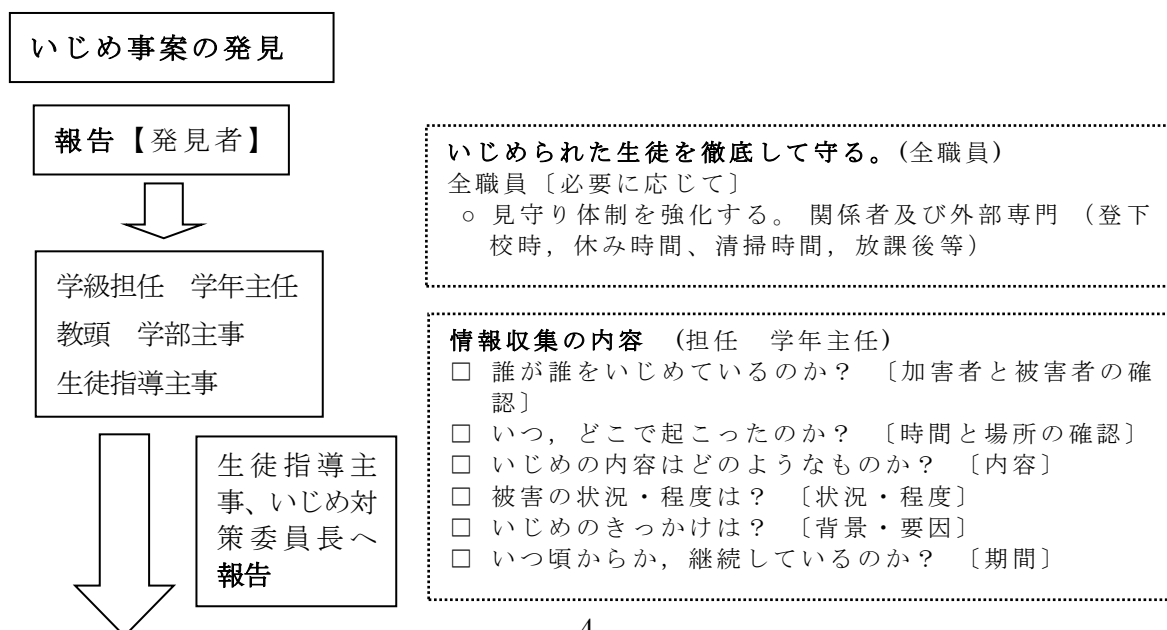 いじめ事案の発見
報告【発見者】
学級担任　学年主任
教頭　学部主事
生徒指導主事
生徒指導主
事、いじめ対
策委員長へ
報告
いじめられた生徒を徹底して守る。(全職員)
全職員〔必要に応じて〕
○ 見守り体制を強化する。 関係者及び外部専門 （登下
校時，休み時間、清掃時間，放課後等）
情報収集の内容　(担任　学年主任)
□ 誰が誰をいじめているのか？ 〔加害者と被害者の確
認〕
□ いつ，どこで起こったのか？ 〔時間と場所の確認〕
□ いじめの内容はどのようなものか？ 〔内容〕
□ 被害の状況・程度は？ 〔状況・程度〕
□ いじめのきっかけは？ 〔背景・要因〕
□ いつ頃からか，継続しているのか？ 〔期間〕
4